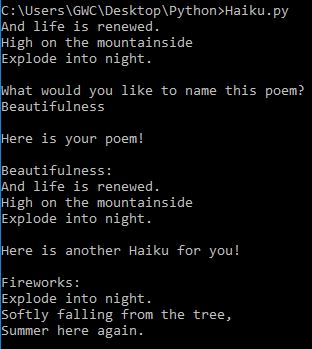 C:\Users\GWC\Desktop\Python>Haiku.py
And life is renewed.
High on the mountainside
Explode into night.
What would you like to name this poem?
Beautifulness
Here is your poem!
Beautifulness:
And life is renewed.
High on the mountainside
Explode into night.
Here is another Haiku for you!
Fireworks:
Explode into night.
Softly falling from the tree,
Summer here again.